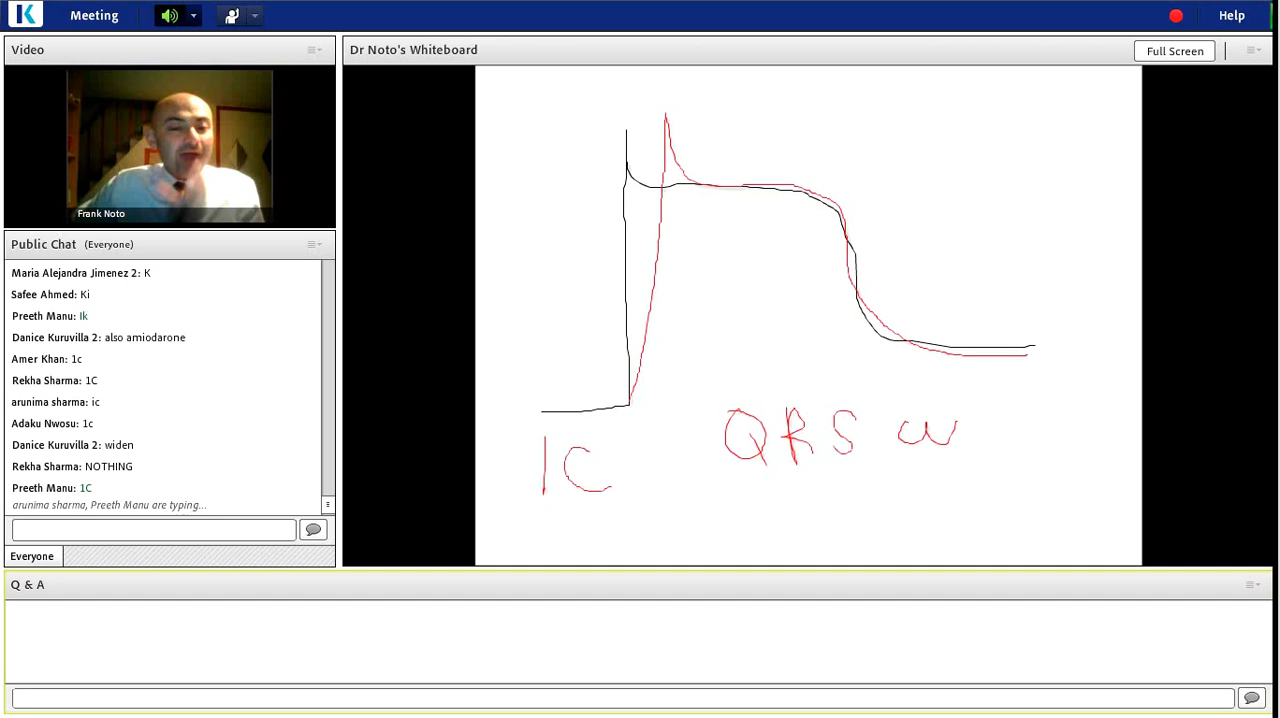 K Meeting Help
Video
Frank Noto
Public Chat (Everyone)
Maria Alejandra Jimenez 2: K
Safee Ahmed: Ki
Preeth Manu: Ik
Danice Kuruvilla 2: also amiodarone
Amer Khan: 1c
Rekha Sharma: 1C
arunima sharma: ic
Adaku Nwosu: 1c
Danice Kuruvilla 2: widen
Rekha Sharma: NOTHING
Preeth Manu: 1C
arunima sharma, Preeth Manu are typing...
Everyone
Dr Noto's Whiteboard Full Screen
QRS w
1C
Q & A